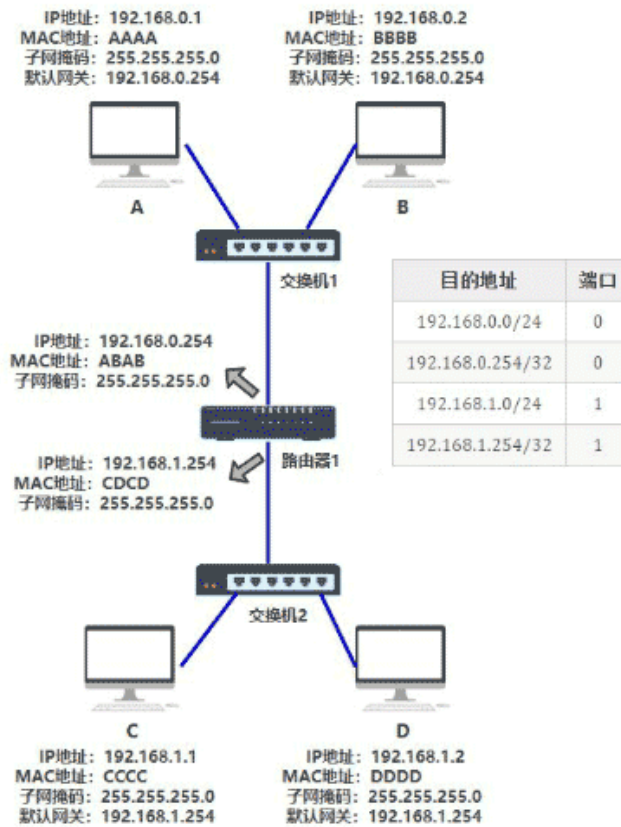 IP地址：192.168.0.1
MAC地址：AAAA
子网掩码：255.255.255.0
默认网关：192.168.0.254
IP地址：192.168.0.2
MAC地址：BBBB
子网掩码：255.255.255.0
默认网关：192.168.0.254
A
B
交换机1
目的地址 端口
192.168.0.0/24 0
192.168.0.254/32 0
192.168.1.0/24 1
192.168.1.254/32 1
IP地址：192.168.0.254
MAC地址：ABAB
子网掩码：255.255.255.0
路由器1
IP地址：192.168.1.254
MAC地址：CDCD
子网掩码：255.255.255.0
交换机2
C
D
IP地址：192.168.1.1
MAC地址：CCCC
子网掩码：255.255.255.0
默认网关：192.168.1.254
IP地址：192.168.1.2
MAC地址：DDDD
子网掩码：255.255.255.0
默认网关：192.168.1.254